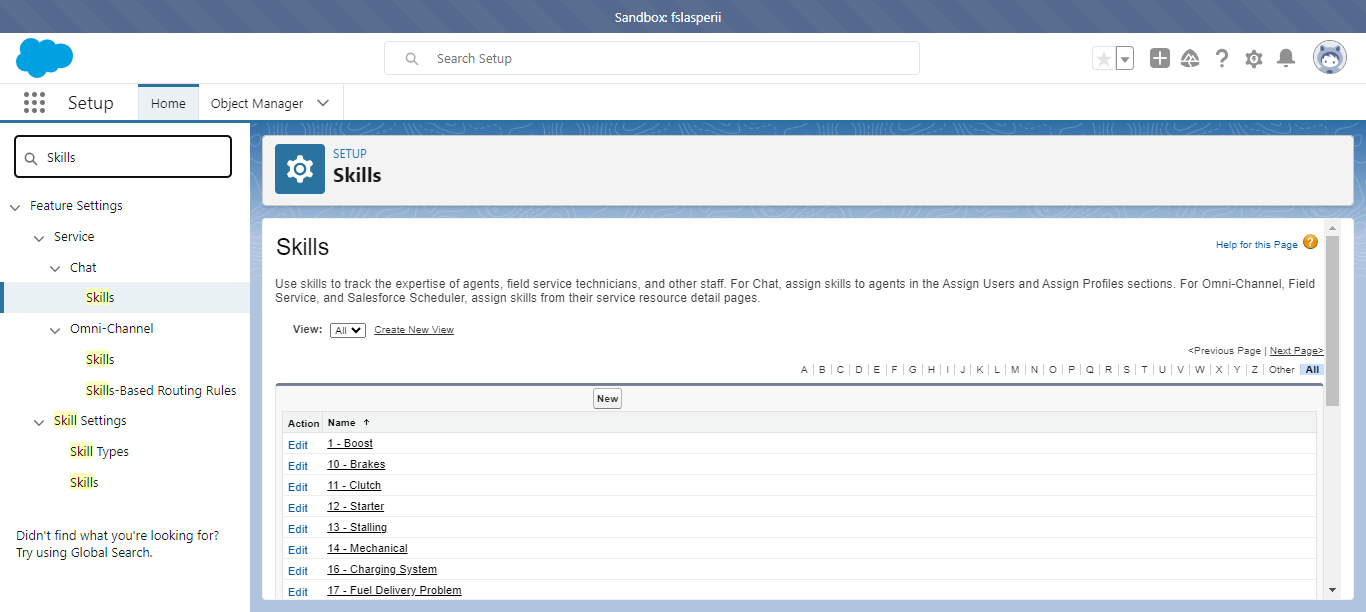 Sandbox: fslasperii
Search Setup
Setup
Home
Object Manager
Skills
Feature Settings
Service
Chat
Skills
Omni-Channel
Skills
Skills-Based Routing Rules
Skill Settings
Skill Types
Skills
Didn't find what you're looking for?
Try using Global Search.
SETUP
Skills
Skills
Help for this Page ?
Use skills to track the expertise of agents, field service technicians, and other staff. For Chat, assign skills to agents in the Assign Users and Assign Profiles sections. For Omni-Channel, Field
Service, and Salesforce Scheduler, assign skills from their service resource detail pages.
View: All Create New View
<Previous Page | Next Page>
A | B | C | D | E | F | G | H | I | J | K | L | M | N | O | P | Q | R | S | T | U | V | W | X | Y | Z | Other All
New
Action Name ↑
Edit 1 - Boost
Edit 10 - Brakes
Edit 11 - Clutch
Edit 12 - Starter
Edit 13 - Stalling
Edit 14 - Mechanical
Edit 16 - Charging System
Edit 17 - Fuel Delivery Problem